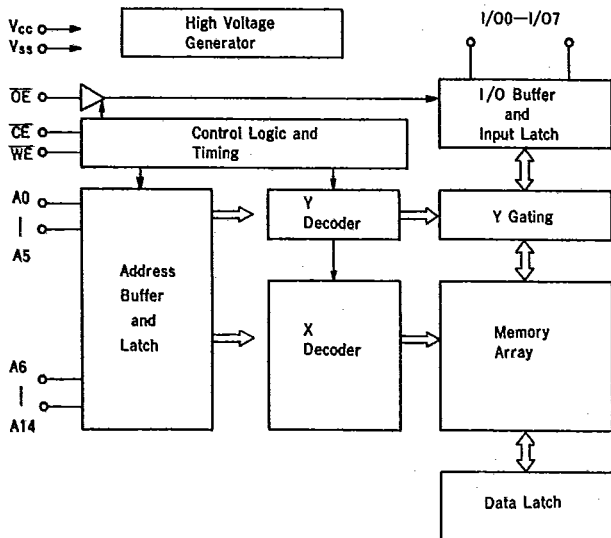 Vcc
Vss
High Voltage
Generator
I/O0—I/O7
OE
I/O Buffer
and
Input Latch
CE
WE
Control Logic and
Timing
A0
A5
Y
Decoder
Y Gating
Address
Buffer
and
Latch
X
Decoder
Memory
Array
A6
A14
Data Latch